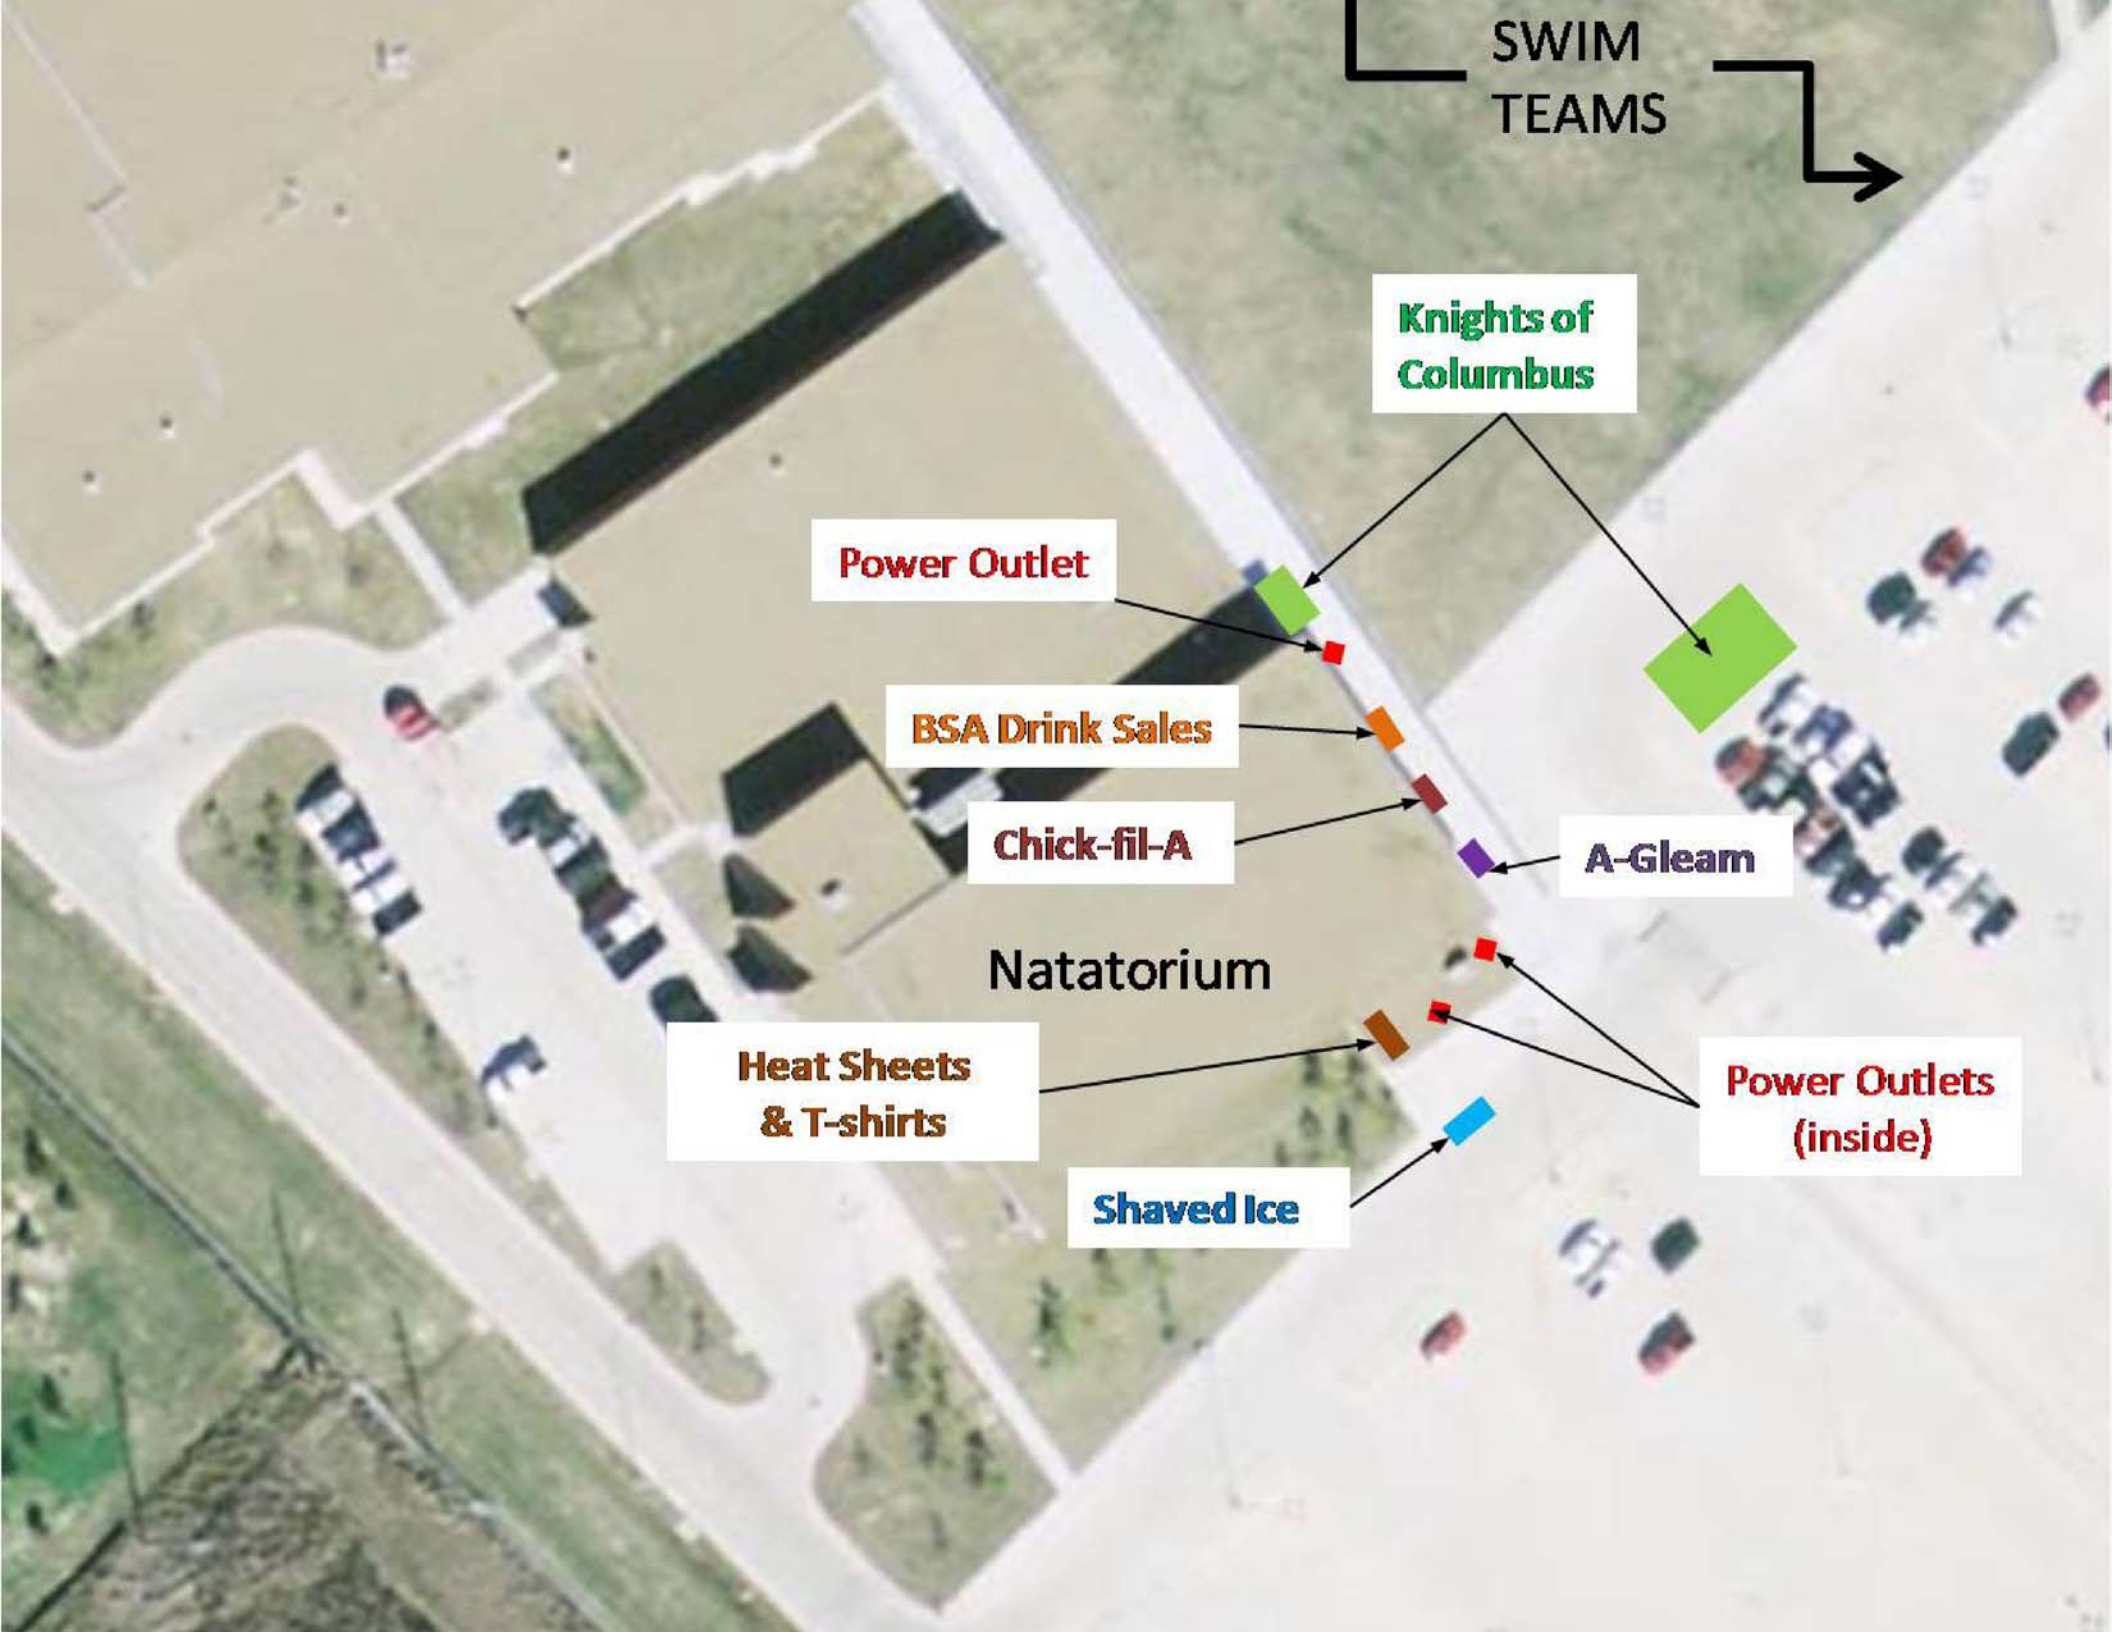 SWIM
TEAMS
Knights of
Columbus
Power Outlet
BSA Drink Sales
Chick-fil-A
A-Gleam
Natatorium
Heat Sheets
& T-shirts
Power Outlets
(inside)
Shaved Ice